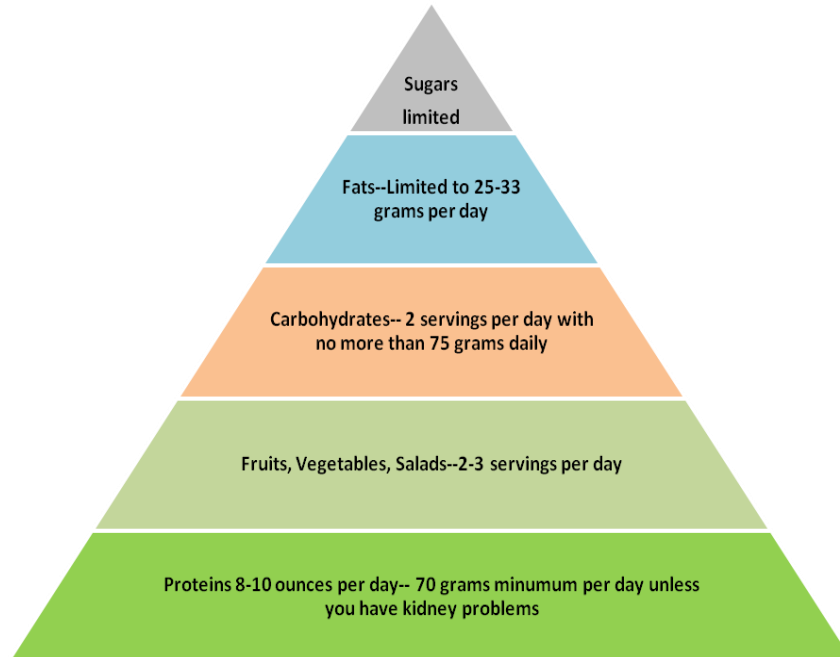 Sugars
limited
Fats--Limited to 25-33
grams per day
Carbohydrates-- 2 servings per day with
no more than 75 grams daily
Fruits, Vegetables, Salads--2-3 servings per day
Proteins 8-10 ounces per day-- 70 grams minumum per day unless
you have kidney problems